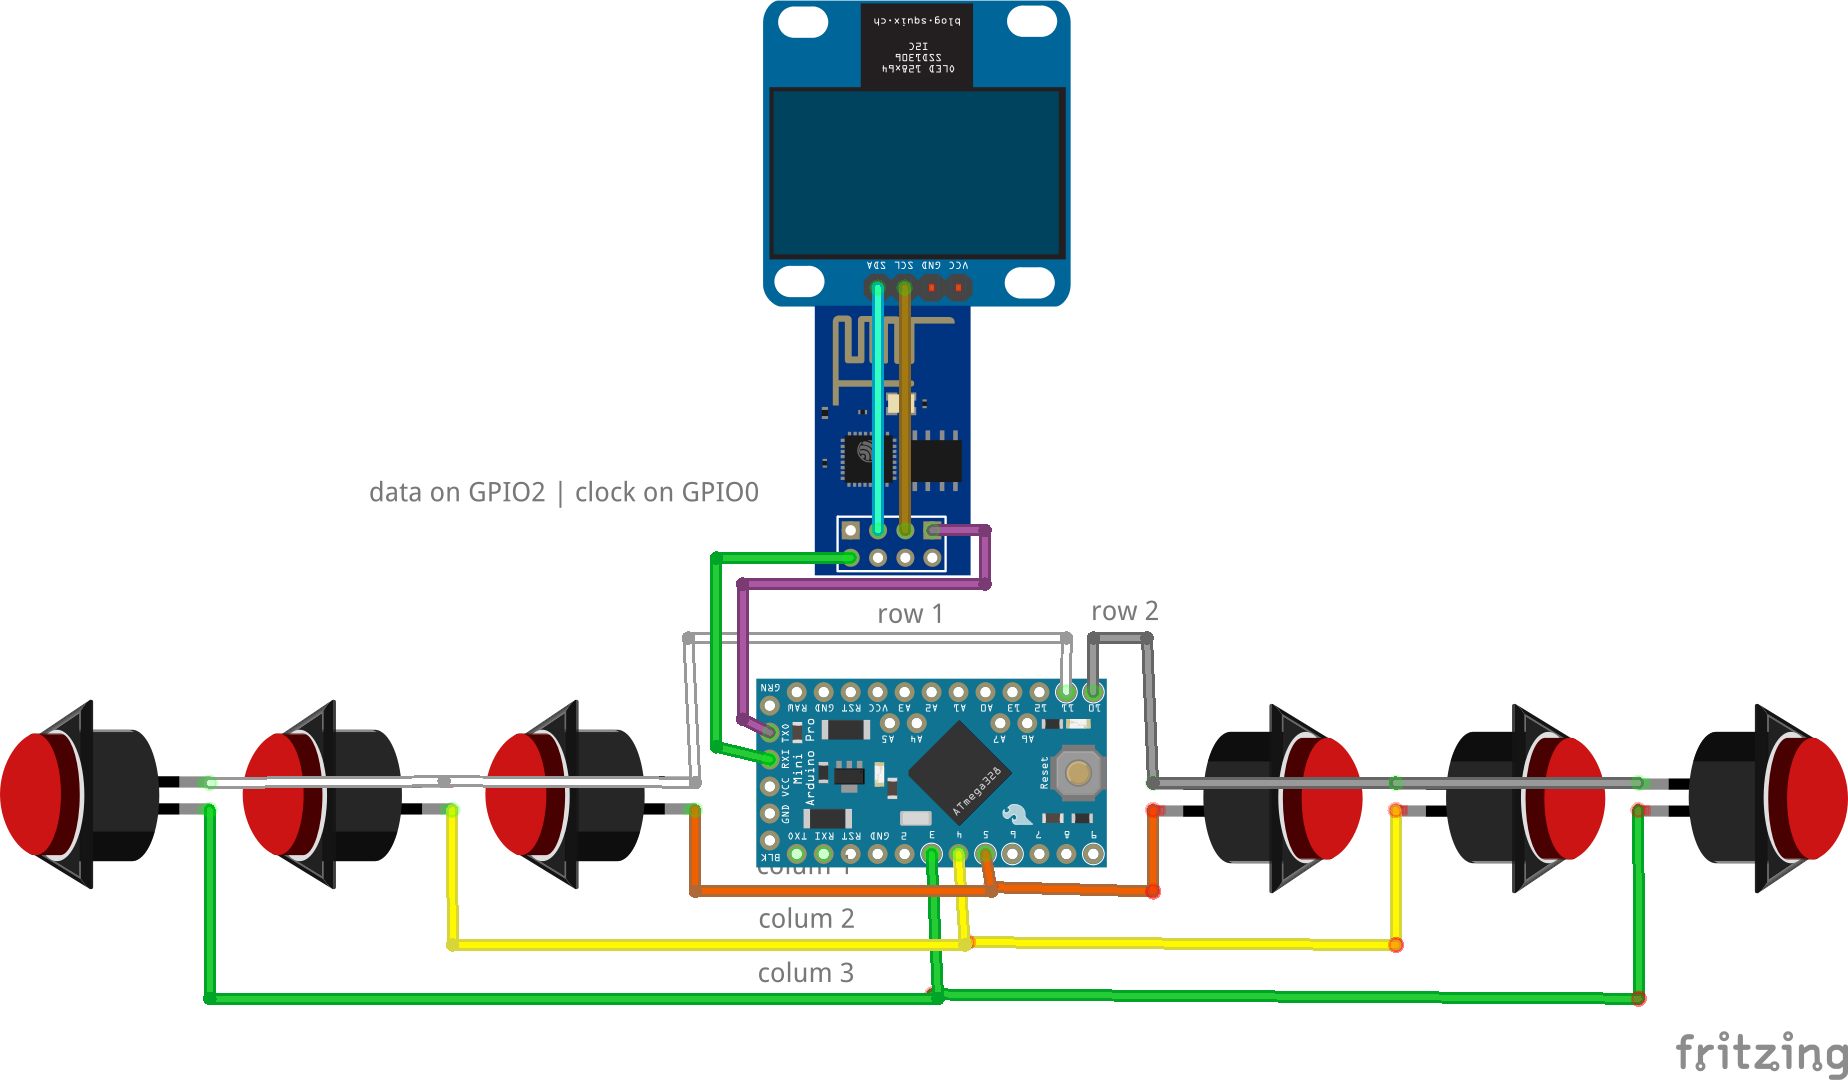 blog.squix.ch
I2C
SSD1306
OLED 128x64
SDA SCL GND VCC
data on GPIO2 | clock on GPIO0
row 1
row 2
GRN
RAW GND RST VCC A3 A2 A1 A0 13 12 11 10
A5 A4 A7 A6
TXO
RXI
VCC
GND
BLK
Arduino Pro
Mini
ATmega328
Reset
TXO RXI RST GND 2 3 4 5 6 7 8 9
colum 1
colum 2
colum 3
fritzing